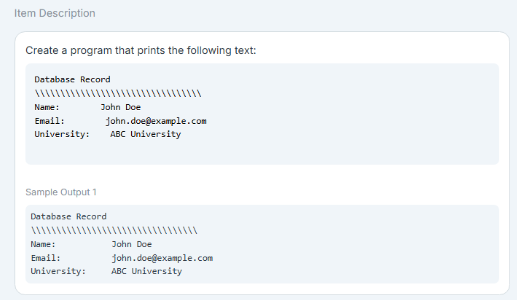 Item Description
Create a program that prints the following text:
Database Record
\\\\\\\\\\\\\\\\\\\\\\\\\\\\\\\\\
Name:        John Doe
Email:        john.doe@example.com
University:    ABC University
Sample Output 1
Database Record
\\\\\\\\\\\\\\\\\\\\\\\\\\\\\\\\\
Name:           John Doe
Email:          john.doe@example.com
University:     ABC University